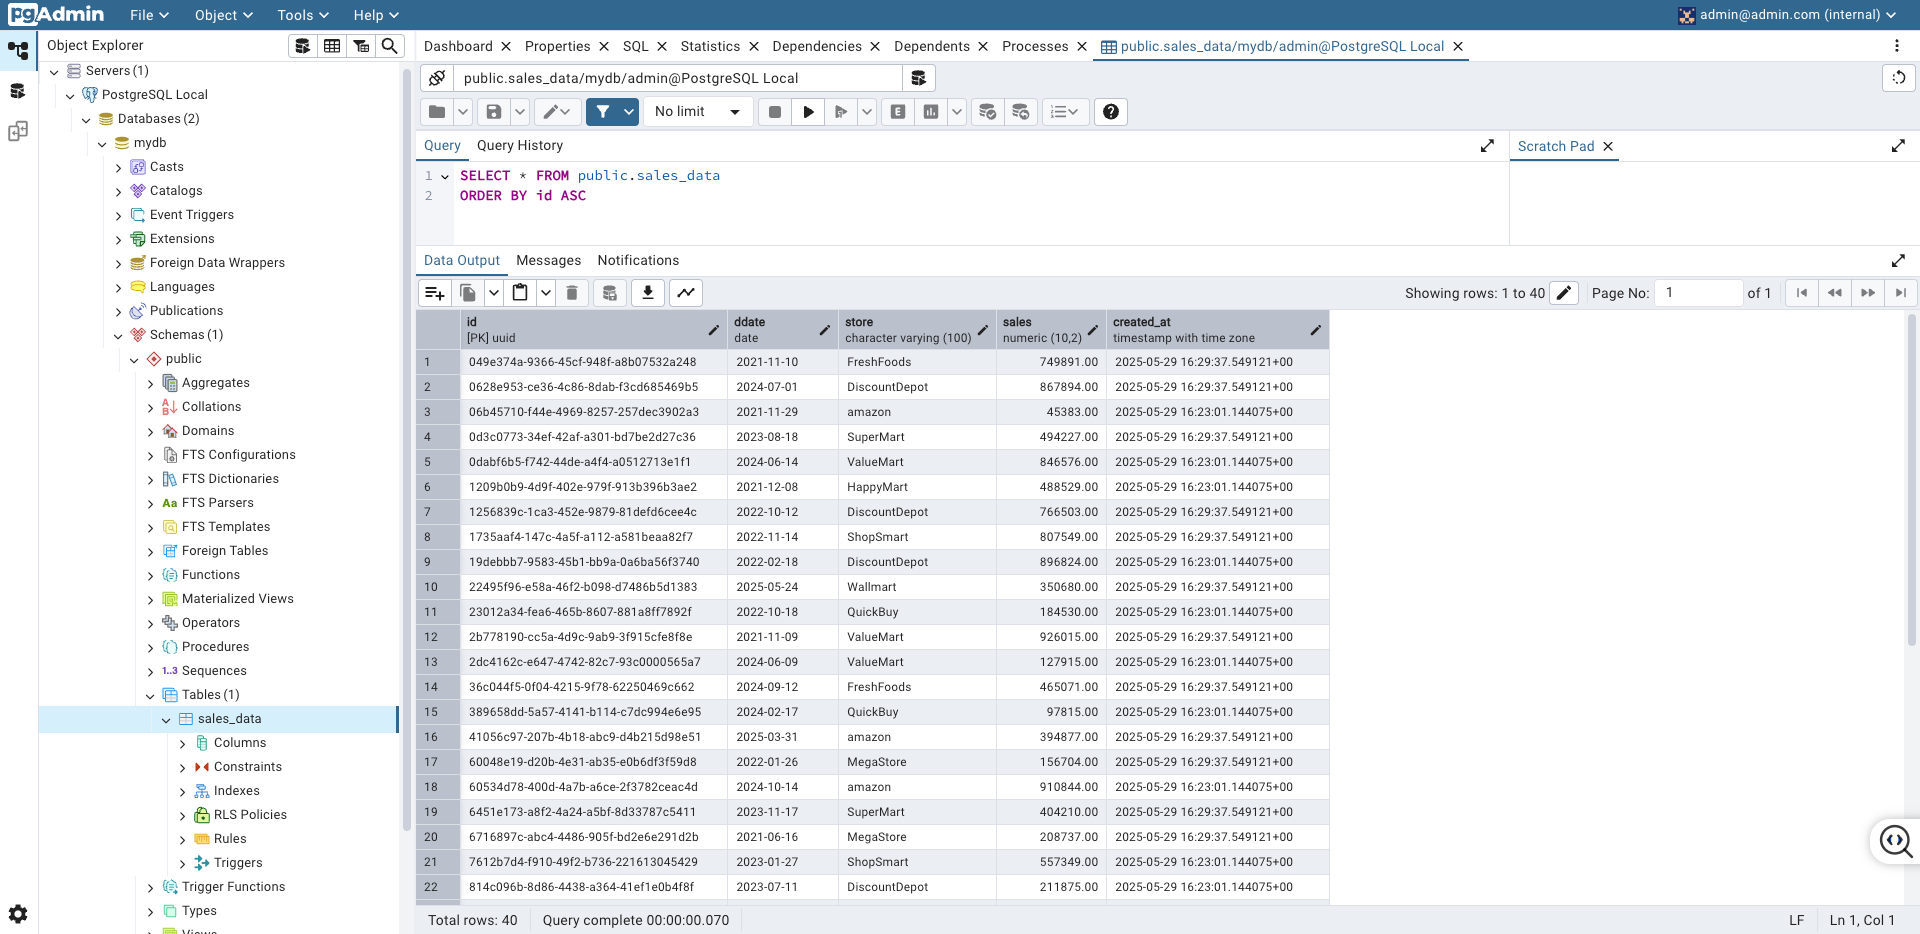 pgAdmin File Object Tools Help admin@admin.com (internal)
Object Explorer
Servers (1)
PostgreSQL Local
Databases (2)
mydb
Casts
Catalogs
Event Triggers
Extensions
Foreign Data Wrappers
Languages
Publications
Schemas (1)
public
Aggregates
Collations
Domains
FTS Configurations
FTS Dictionaries
Aa FTS Parsers
FTS Templates
Foreign Tables
Functions
Materialized Views
Operators
Procedures
1..3 Sequences
Tables (1)
sales_data
Columns
Constraints
Indexes
RLS Policies
Rules
Triggers
Trigger Functions
Types
Views
Dashboard Properties SQL Statistics Dependencies Dependents Processes public.sales_data/mydb/admin@PostgreSQL Local
public.sales_data/mydb/admin@PostgreSQL Local
No limit
Query Query History
Scratch Pad
1 SELECT * FROM public.sales_data
2 ORDER BY id ASC
Data Output Messages Notifications
Showing rows: 1 to 40 Page No: 1 of 1
id ddate store sales created_at
[PK] uuid date character varying (100) numeric (10,2) timestamp with time zone
1 049e374a-9366-45cf-948f-a8b07532a248 2021-11-10 FreshFoods 749891.00 2025-05-29 16:29:37.549121+00
2 0628e953-ce36-4c86-8dab-f3cd685469b5 2024-07-01 DiscountDepot 867894.00 2025-05-29 16:29:37.549121+00
3 06b45710-f44e-4969-8257-257dec3902a3 2021-11-29 amazon 45383.00 2025-05-29 16:23:01.144075+00
4 0d3c0773-34ef-42af-a301-bd7be2d27c36 2023-08-18 SuperMart 494227.00 2025-05-29 16:29:37.549121+00
5 0dabf6b5-f742-44de-a4f4-a0512713e1f1 2024-06-14 ValueMart 846576.00 2025-05-29 16:23:01.144075+00
6 1209b0b9-4d9f-402e-979f-913b396b3ae2 2021-12-08 HappyMart 488529.00 2025-05-29 16:23:01.144075+00
7 1256839c-1ca3-452e-9879-81defd6cee4c 2022-10-12 DiscountDepot 766503.00 2025-05-29 16:29:37.549121+00
8 1735aaf4-147c-4a5f-a112-a581beaa82f7 2022-11-14 ShopSmart 807549.00 2025-05-29 16:29:37.549121+00
9 19debbb7-9583-45b1-bb9a-0a6ba56f3740 2022-02-18 DiscountDepot 896824.00 2025-05-29 16:23:01.144075+00
10 22495f96-e58a-46f2-b098-d7486b5d1383 2025-05-24 Wallmart 350680.00 2025-05-29 16:29:37.549121+00
11 23012a34-fea6-465b-8607-881a8ff7892f 2022-10-18 QuickBuy 184530.00 2025-05-29 16:23:01.144075+00
12 2b778190-cc5a-4d9c-9ab9-3f915cfe8f8e 2021-11-09 ValueMart 926015.00 2025-05-29 16:29:37.549121+00
13 2dc4162c-e647-4742-82c7-93c0000565a7 2024-06-09 ValueMart 127915.00 2025-05-29 16:23:01.144075+00
14 36c044f5-0f04-4215-9f78-62250469c662 2024-09-12 FreshFoods 465071.00 2025-05-29 16:29:37.549121+00
15 389658dd-5a57-4141-b114-c7dc994e6e95 2024-02-17 QuickBuy 97815.00 2025-05-29 16:23:01.144075+00
16 41056c97-207b-4b18-abc9-d4b215d98e51 2025-03-31 amazon 394877.00 2025-05-29 16:29:37.549121+00
17 60048e19-d20b-4e31-ab35-e0b6df3f59d8 2022-01-26 MegaStore 156704.00 2025-05-29 16:29:37.549121+00
18 60534d78-400d-4a7b-a6ce-2f3782ceac4d 2024-10-14 amazon 910844.00 2025-05-29 16:29:37.549121+00
19 6451e173-a8f2-4a24-a5bf-8d33787c5411 2023-11-17 SuperMart 404210.00 2025-05-29 16:29:37.549121+00
20 6716897c-abc4-4486-905f-bd2e6e291d2b 2021-06-16 MegaStore 208737.00 2025-05-29 16:29:37.549121+00
21 7612b7d4-f910-49f2-b736-221613045429 2023-01-27 ShopSmart 557349.00 2025-05-29 16:23:01.144075+00
22 814c096b-8d86-4438-a364-41ef1e0b4f8f 2023-07-11 DiscountDepot 211875.00 2025-05-29 16:23:01.144075+00
Total rows: 40 Query complete 00:00:00.070 LF Ln 1, Col 1